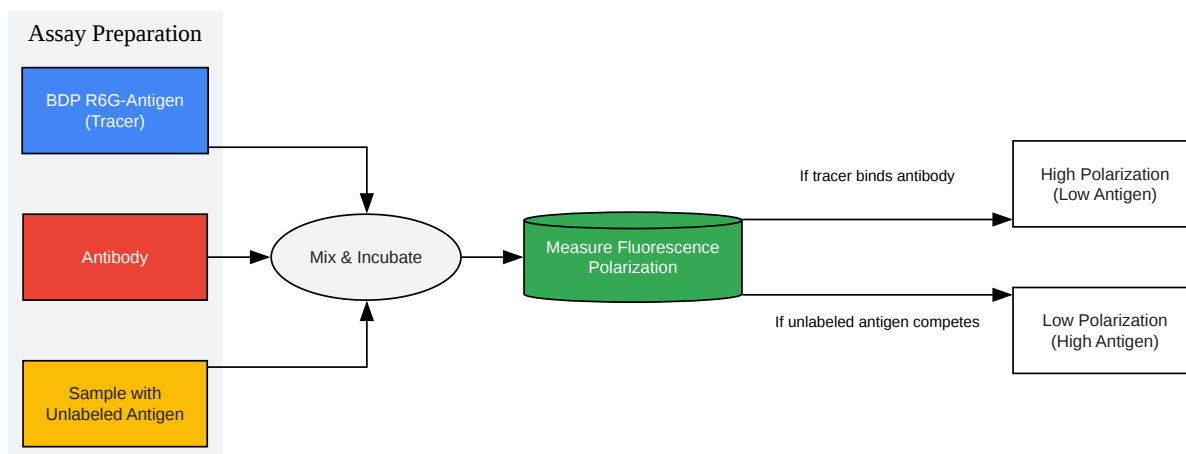 Assay Preparation
BDP R6G-Antigen
(Tracer)
Antibody
Sample with
Unlabeled Antigen
Mix & Incubate
Measure Fluorescence
Polarization
If tracer binds antibody
If unlabeled antigen competes
High Polarization
(Low Antigen)
Low Polarization
(High Antigen)